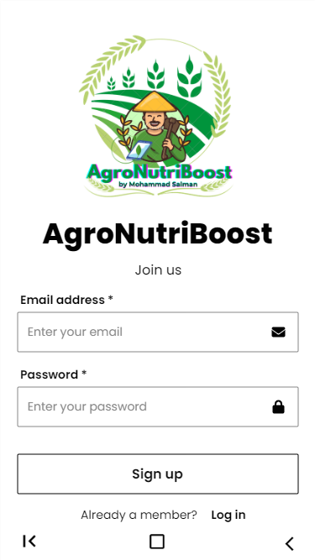 AgroNutriBoost
by Mohammad Salman
AgroNutriBoost
Join us
Email address *
Enter your email
Password *
Enter your password
Sign up
Already a member? Log in